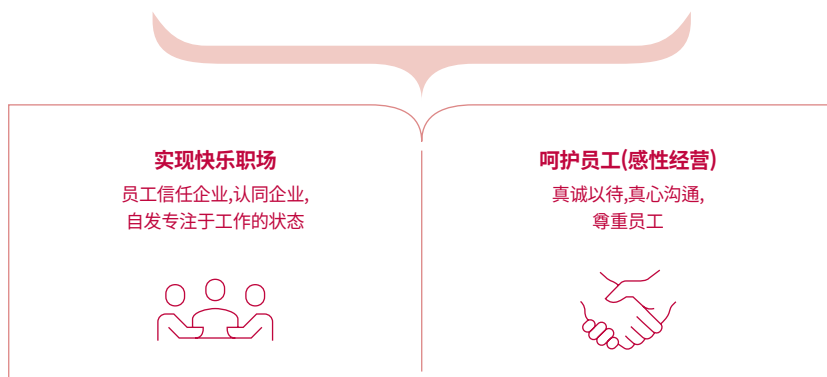 实现快乐职场
员工信任企业,认同企业,
自发专注于工作的状态
呵护员工(感性经营)
真诚以待,真心沟通,
尊重员工